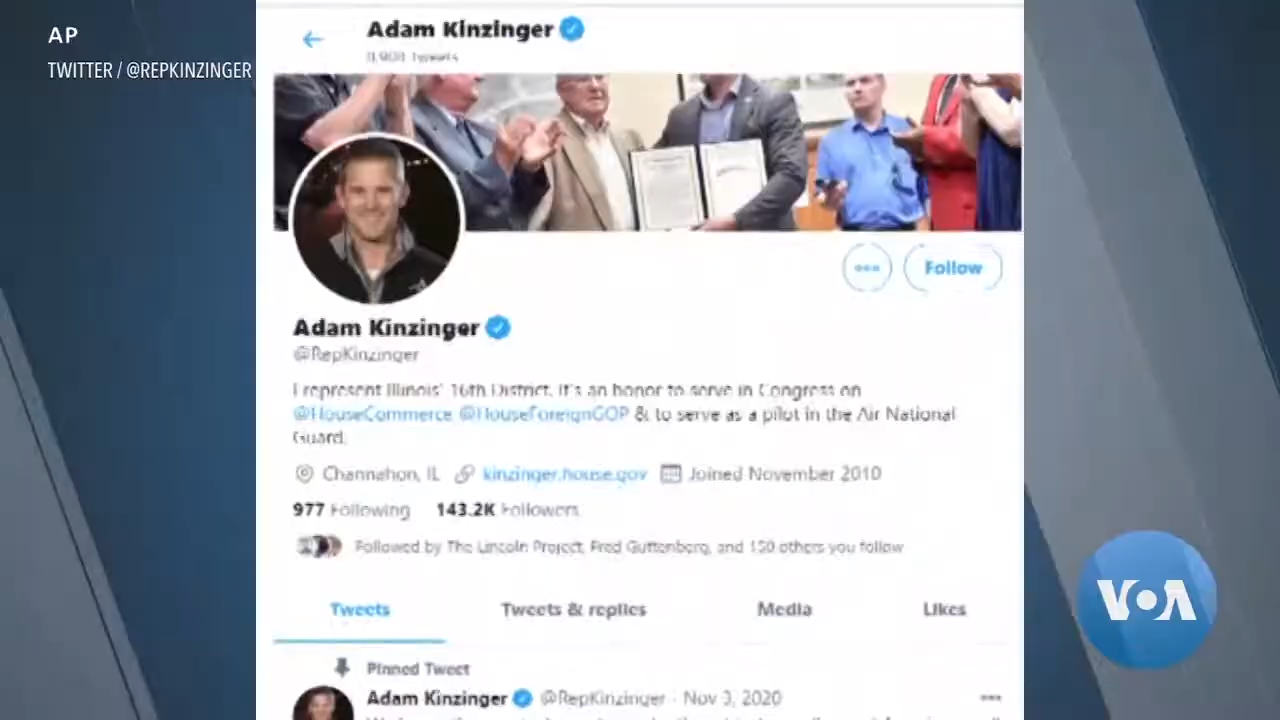 AP
TWITTER / @REPKINZINGER
Adam Kinzinger
Tweets
Follow
Adam Kinzinger
@RepKinzinger
I represent Illinois' 16th District. It's an honor to serve in Congress on
@HouseCommerce @HouseForeignGOP & to serve as a pilot in the Air National
Guard.
Channahon, IL kinzinger.house.gov Joined November 2010
977 Following 143.2K Followers
Followed by The Lincoln Project, Fred Guttenberg, and 150 others you follow
Tweets Tweets & replies Media Likes
Pinned Tweet
Adam Kinzinger @RepKinzinger · Nov 3, 2020
VOA